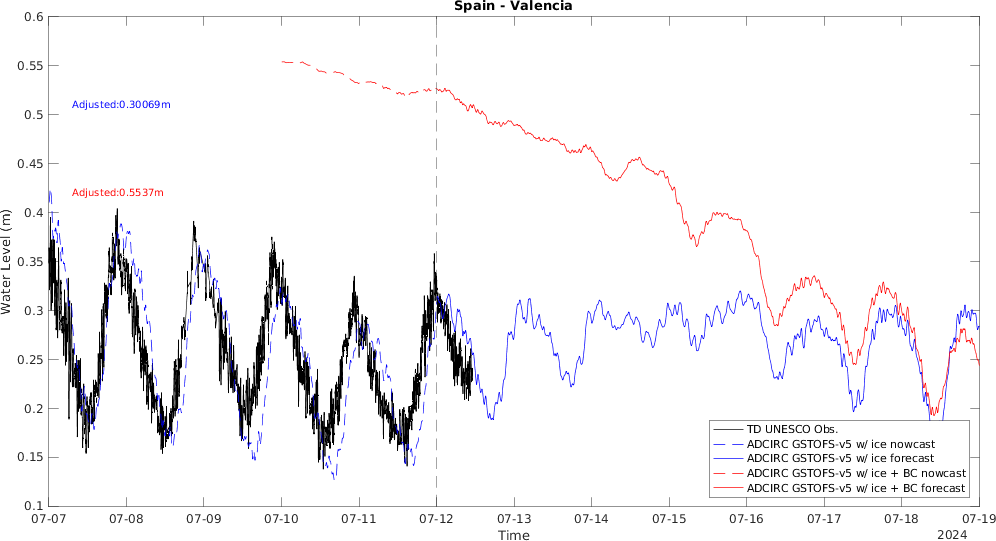 Spain - Valencia
0.6
0.55
0.5
0.45
0.4
0.35
0.3
0.25
0.2
0.15
0.1
Water Level (m)
Adjusted:0.30069m
Adjusted:0.5537m
TD UNESCO Obs.
ADCIRC GSTOFS-v5 w/ ice nowcast
ADCIRC GSTOFS-v5 w/ ice forecast
ADCIRC GSTOFS-v5 w/ ice + BC nowcast
ADCIRC GSTOFS-v5 w/ ice + BC forecast
07-07 07-08 07-09 07-10 07-11 07-12 07-13 07-14 07-15 07-16 07-17 07-18 07-19
Time
2024